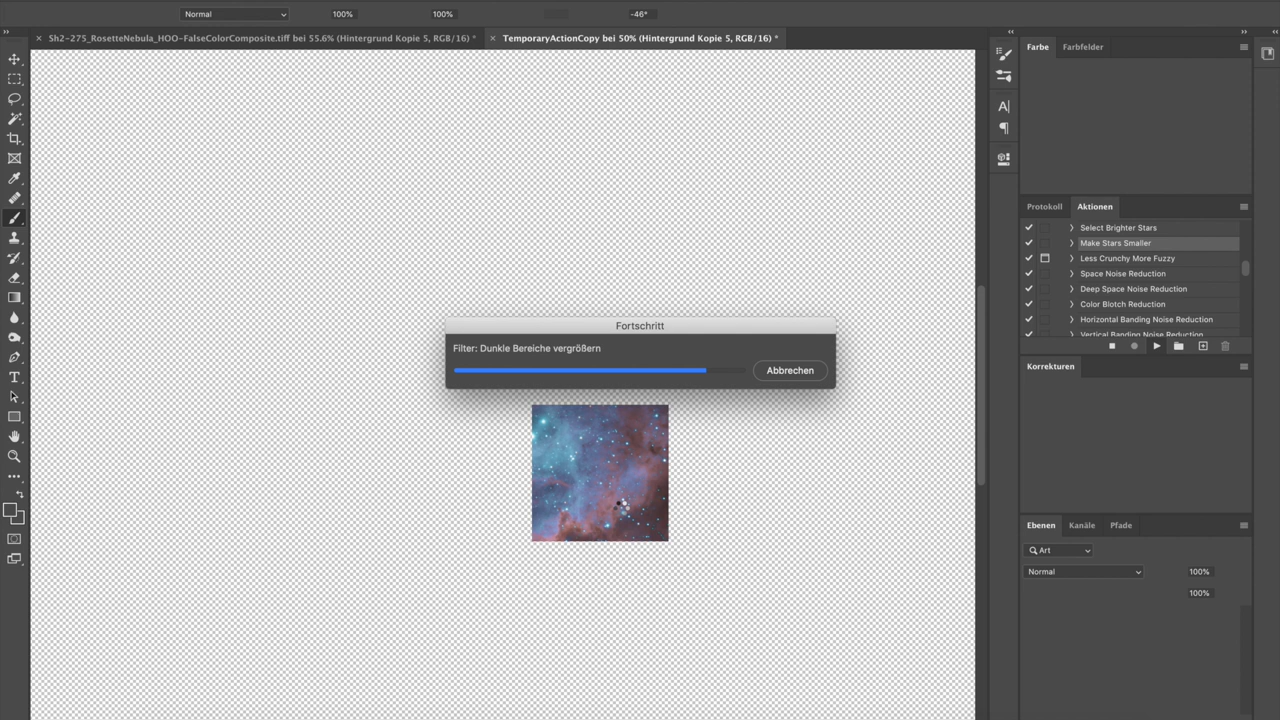 Normal 100% 100% -46°
Sh2-275_RosetteNebula_HOO-FalseColorComposite.tiff bei 55.6% (Hintergrund Kopie 5, RGB/16) *
TemporaryActionCopy bei 50% (Hintergrund Kopie 5, RGB/16) *
Farbe Farbfelder
Protokoll Aktionen
Select Brighter Stars
Make Stars Smaller
Less Crunchy More Fuzzy
Space Noise Reduction
Deep Space Noise Reduction
Color Blotch Reduction
Horizontal Banding Noise Reduction
Vertical Banding Noise Reduction
Fortschritt
Filter: Dunkle Bereiche vergrößern
Abbrechen
Korrekturen
Ebenen Kanäle Pfade
Art
Normal 100%
100%